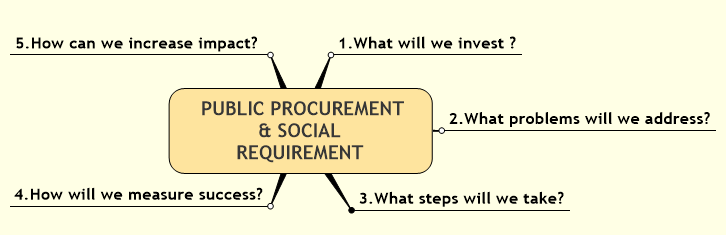 5.How can we increase impact?
1.What will we invest ?
PUBLIC PROCUREMENT
& SOCIAL
REQUIREMENT
2.What problems will we address?
4.How will we measure success?
3.What steps will we take?